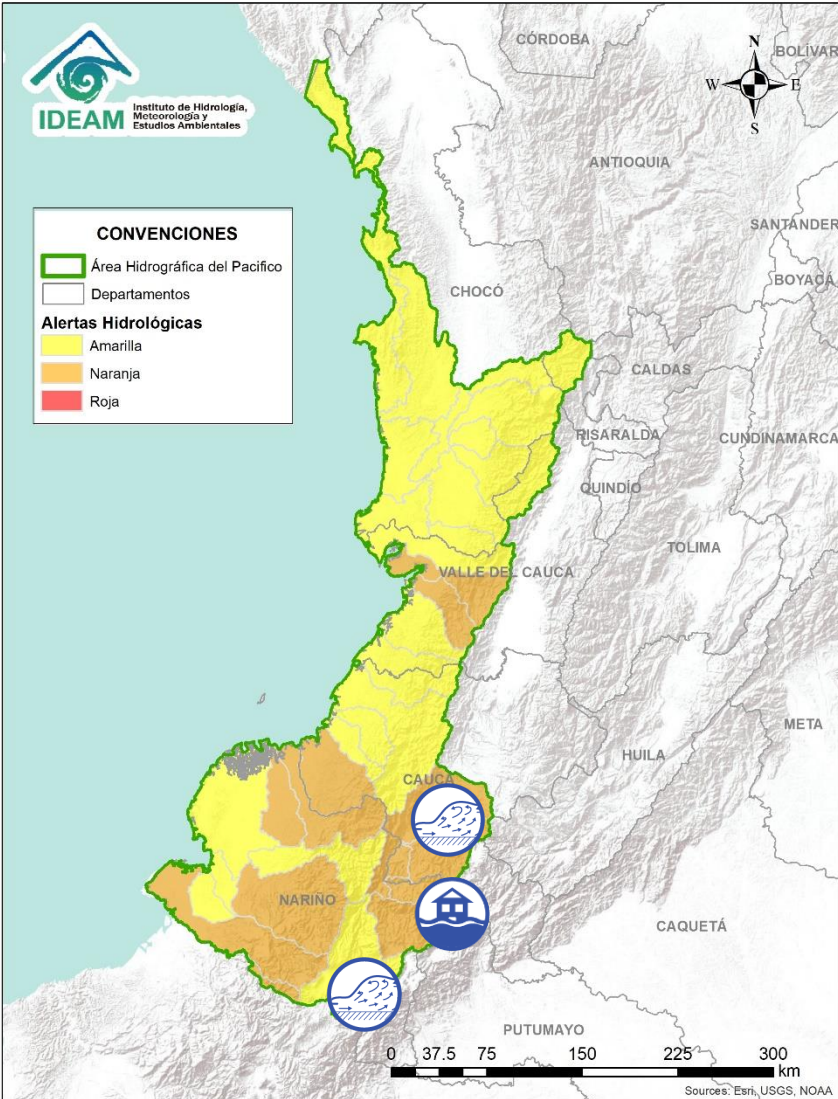 IDEAM
Instituto de Hidrología,
Meteorología y
Estudios Ambientales
CÓRDOBA
BOLÍVAR
N
W
E
S
ANTIOQUIA
SANTANDER
BOYACÁ
CONVENCIONES
Área Hidrográfica del Pacifico
Departamentos
Alertas Hidrológicas
Amarilla
Naranja
Roja
CHOCÓ
CALDAS
RISARALDA
CUNDINAMARCA
QUINDÍO
TOLIMA
VALLE DEL CAUCA
META
HUILA
CAUCA
NARIÑO
CAQUETÁ
PUTUMAYO
0 37.5 75 150 225 300
km
Sources: Esri, USGS, NOAA